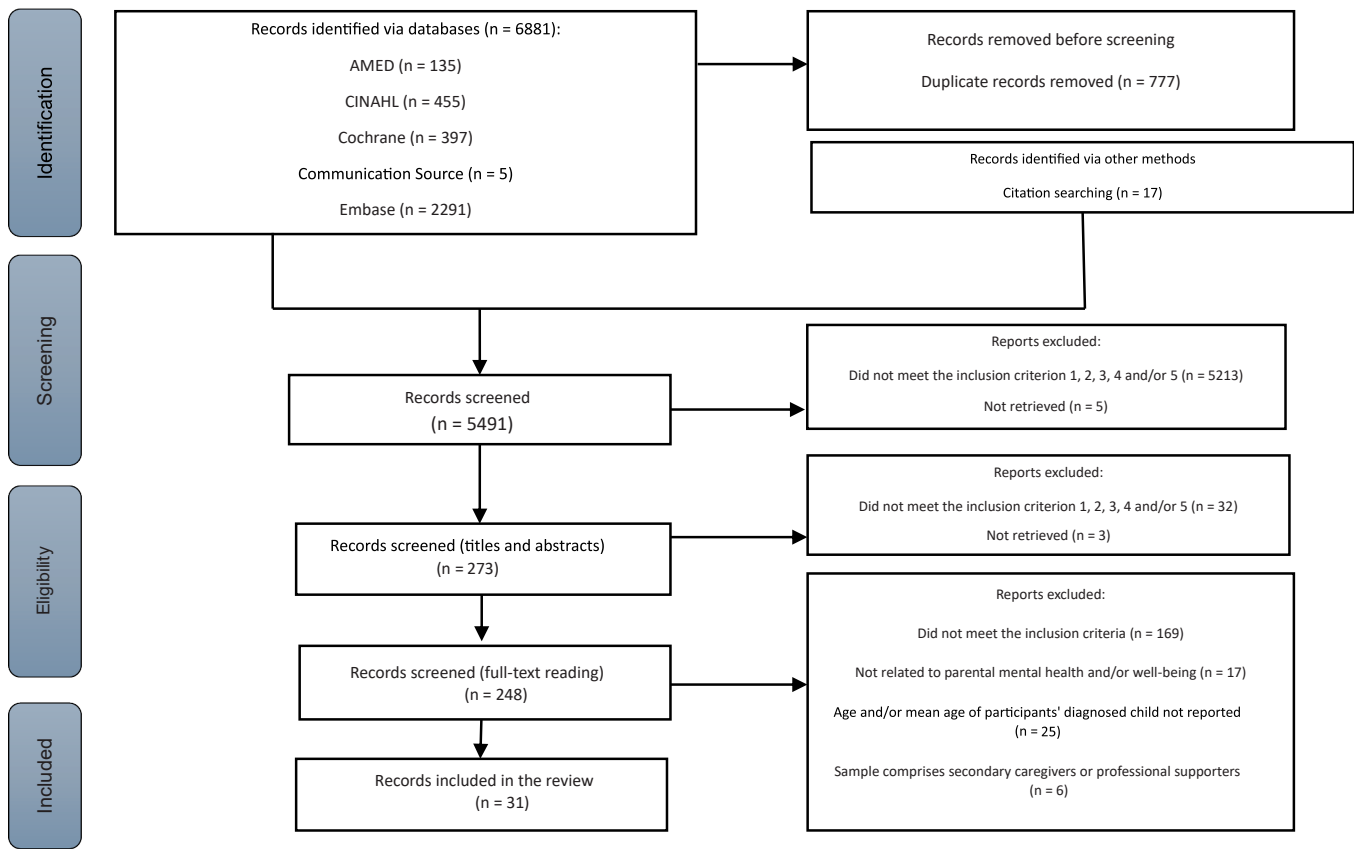 Identification
Records identified via databases (n = 6881):
AMED (n = 135)
CINAHL (n = 455)
Cochrane (n = 397)
Communication Source (n = 5)
Embase (n = 2291)
Records removed before screening
Duplicate records removed (n = 777)
Records identified via other methods
Citation searching (n = 17)
Screening
Records screened
(n = 5491)
Reports excluded:
Did not meet the inclusion criterion 1, 2, 3, 4 and/or 5 (n = 5213)
Not retrieved (n = 5)
Eligibility
Records screened (titles and abstracts)
(n = 273)
Reports excluded:
Did not meet the inclusion criterion 1, 2, 3, 4 and/or 5 (n = 32)
Not retrieved (n = 3)
Records screened (full-text reading)
(n = 248)
Reports excluded:
Did not meet the inclusion criteria (n = 169)
Not related to parental mental health and/or well-being (n = 17)
Age and/or mean age of participants' diagnosed child not reported
(n = 25)
Sample comprises secondary caregivers or professional supporters
(n = 6)
Included
Records included in the review
(n = 31)